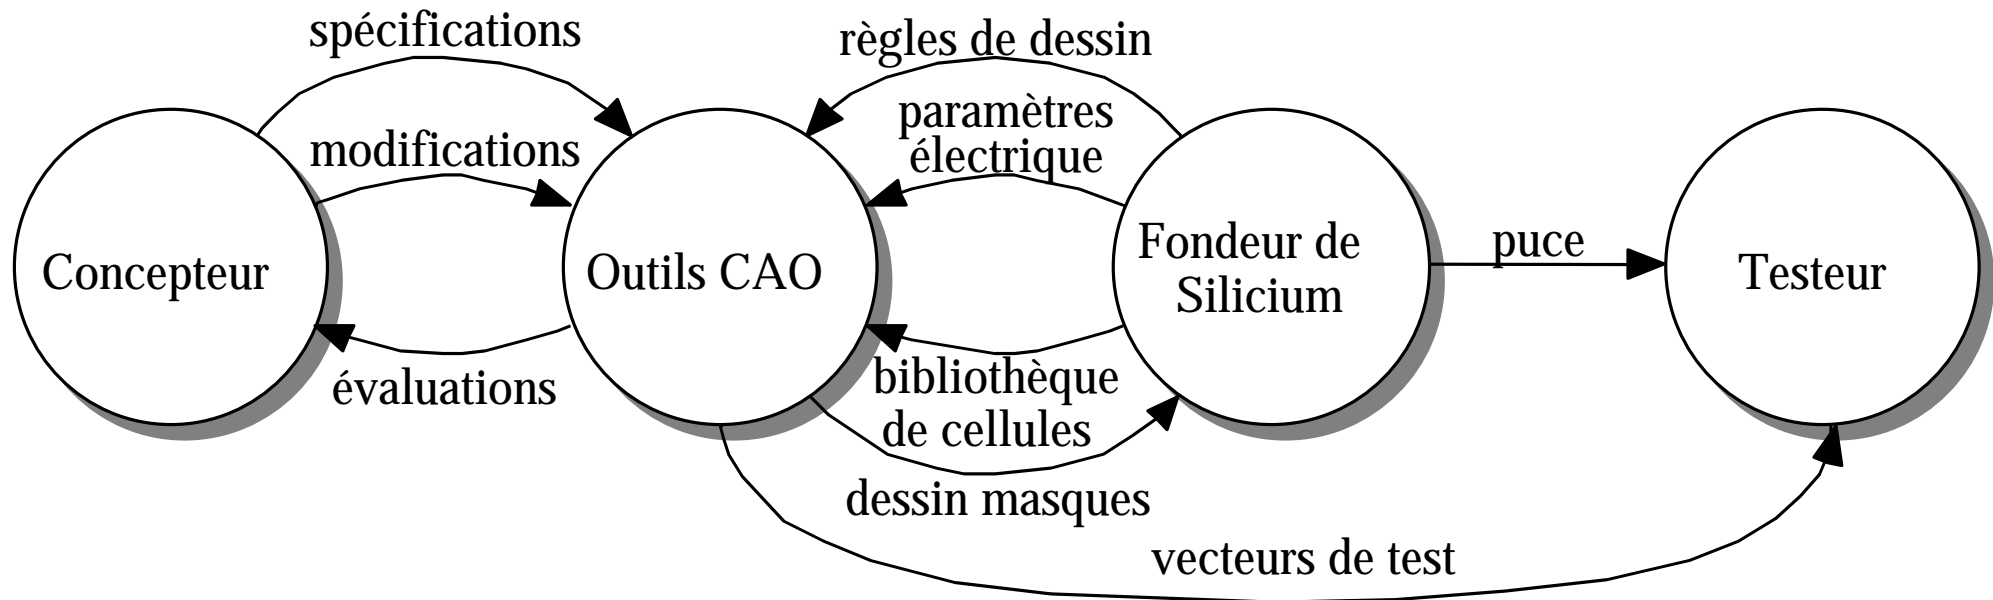 spécifications
règles de dessin
paramètres
électrique
modifications
Concepteur
Outils CAO
Fondeur de
Silicium
puce
Testeur
évaluations
bibliothèque
de cellules
dessin masques
vecteurs de test